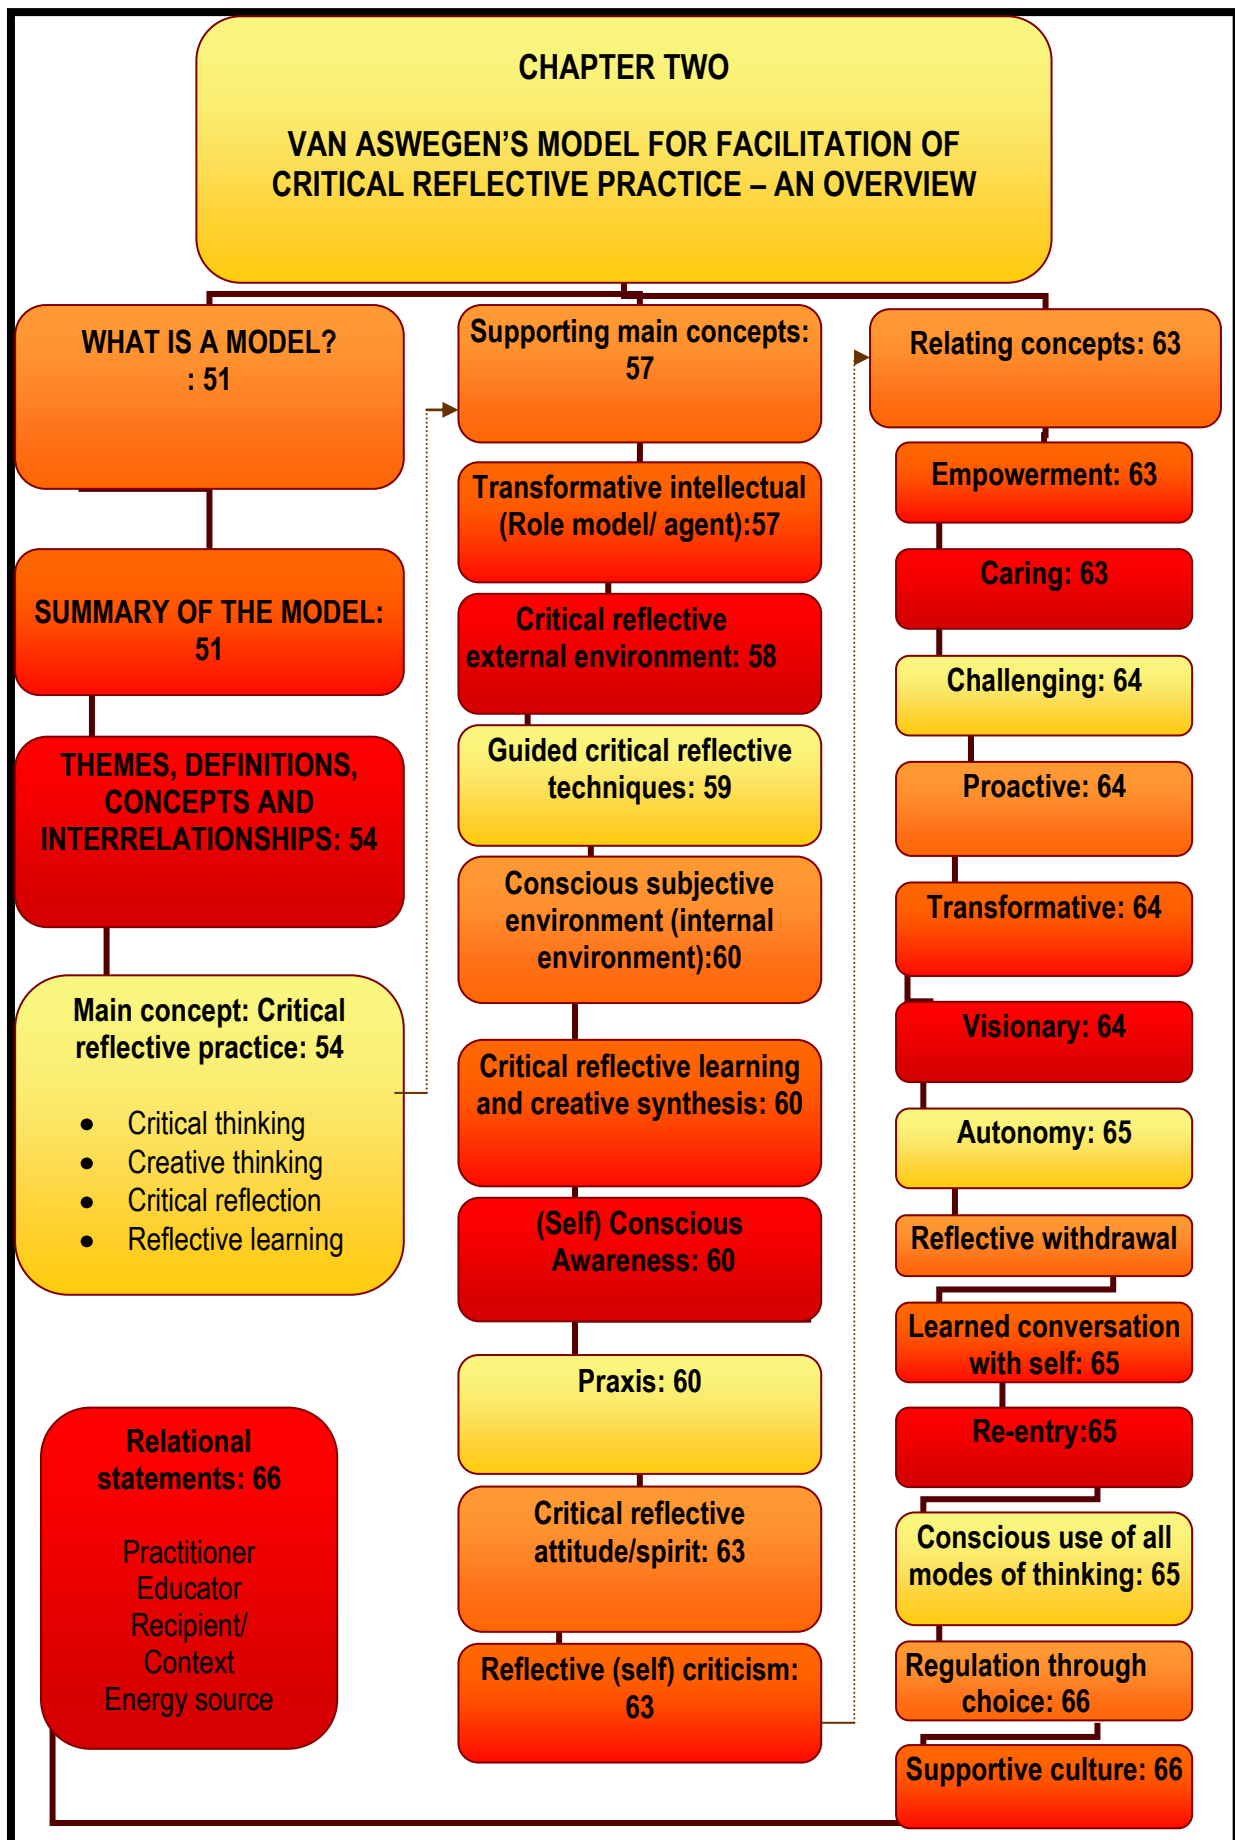 CHAPTER TWO
VAN ASWEGEN’S MODEL FOR FACILITATION OF
CRITICAL REFLECTIVE PRACTICE – AN OVERVIEW
WHAT IS A MODEL?
: 51
SUMMARY OF THE MODEL:
51
THEMES, DEFINITIONS,
CONCEPTS AND
INTERRELATIONSHIPS: 54
Main concept: Critical
reflective practice: 54
• Critical thinking
• Creative thinking
• Critical reflection
• Reflective learning
Supporting main concepts:
57
Transformative intellectual
(Role model/ agent):57
Critical reflective
external environment: 58
Guided critical reflective
techniques: 59
Conscious subjective
environment (internal
environment):60
Critical reflective learning
and creative synthesis: 60
(Self) Conscious
Awareness: 60
Praxis: 60
Critical reflective
attitude/spirit: 63
Reflective (self) criticism:
63
Relating concepts: 63
Empowerment: 63
Caring: 63
Challenging: 64
Proactive: 64
Transformative: 64
Visionary: 64
Autonomy: 65
Reflective withdrawal
Learned conversation
with self: 65
Re-entry:65
Conscious use of all
modes of thinking: 65
Regulation through
choice: 66
Supportive culture: 66
Relational
statements: 66
Practitioner
Educator
Recipient/
Context
Energy source